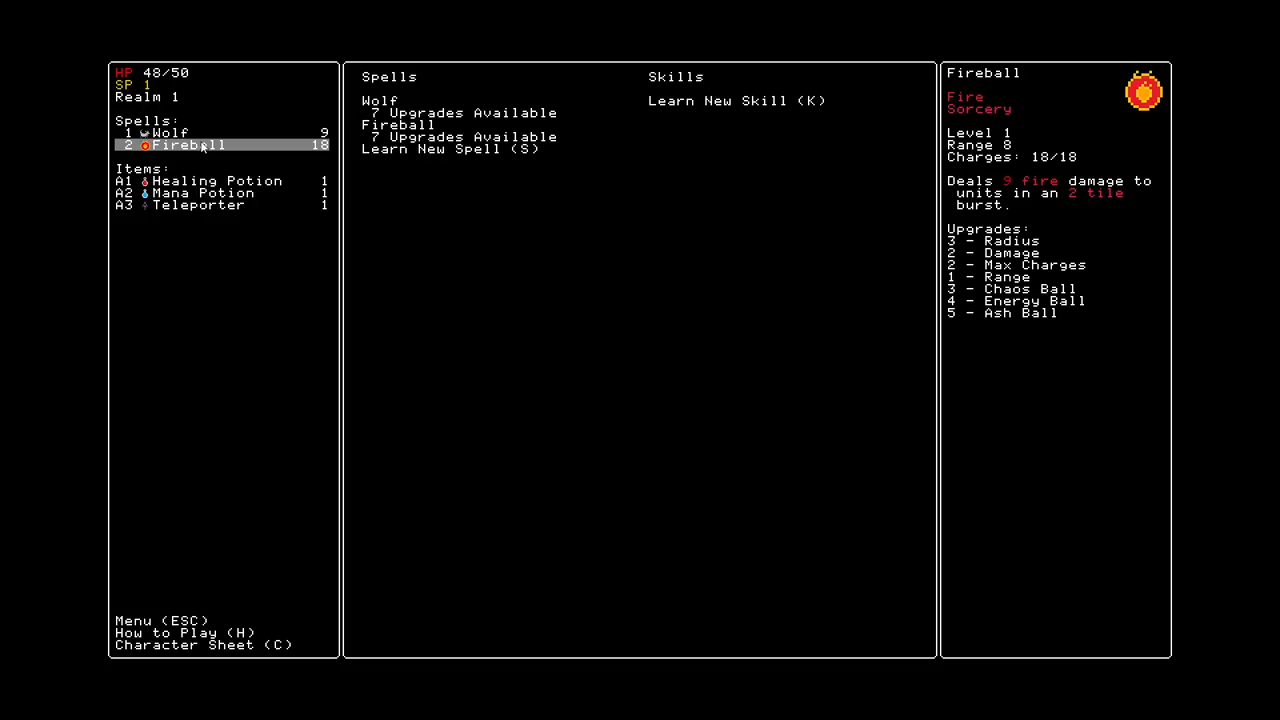 HP 48/50
SP 1
Realm 1
Spells:
1 Wolf 9
2 Fireball 18
Items:
A1 Healing Potion 1
A2 Mana Potion 1
A3 Teleporter 1
Menu (ESC)
How to Play (H)
Character Sheet (C)
Spells
Wolf
7 Upgrades Available
Fireball
7 Upgrades Available
Learn New Spell (S)
Skills
Learn New Skill (K)
Fireball
Fire
Sorcery
Level 1
Range 8
Charges: 18/18
Deals 9 fire damage to
units in an 2 tile
burst.
Upgrades:
3 - Radius
2 - Damage
2 - Max Charges
1 - Range
3 - Chaos Ball
4 - Energy Ball
5 - Ash Ball